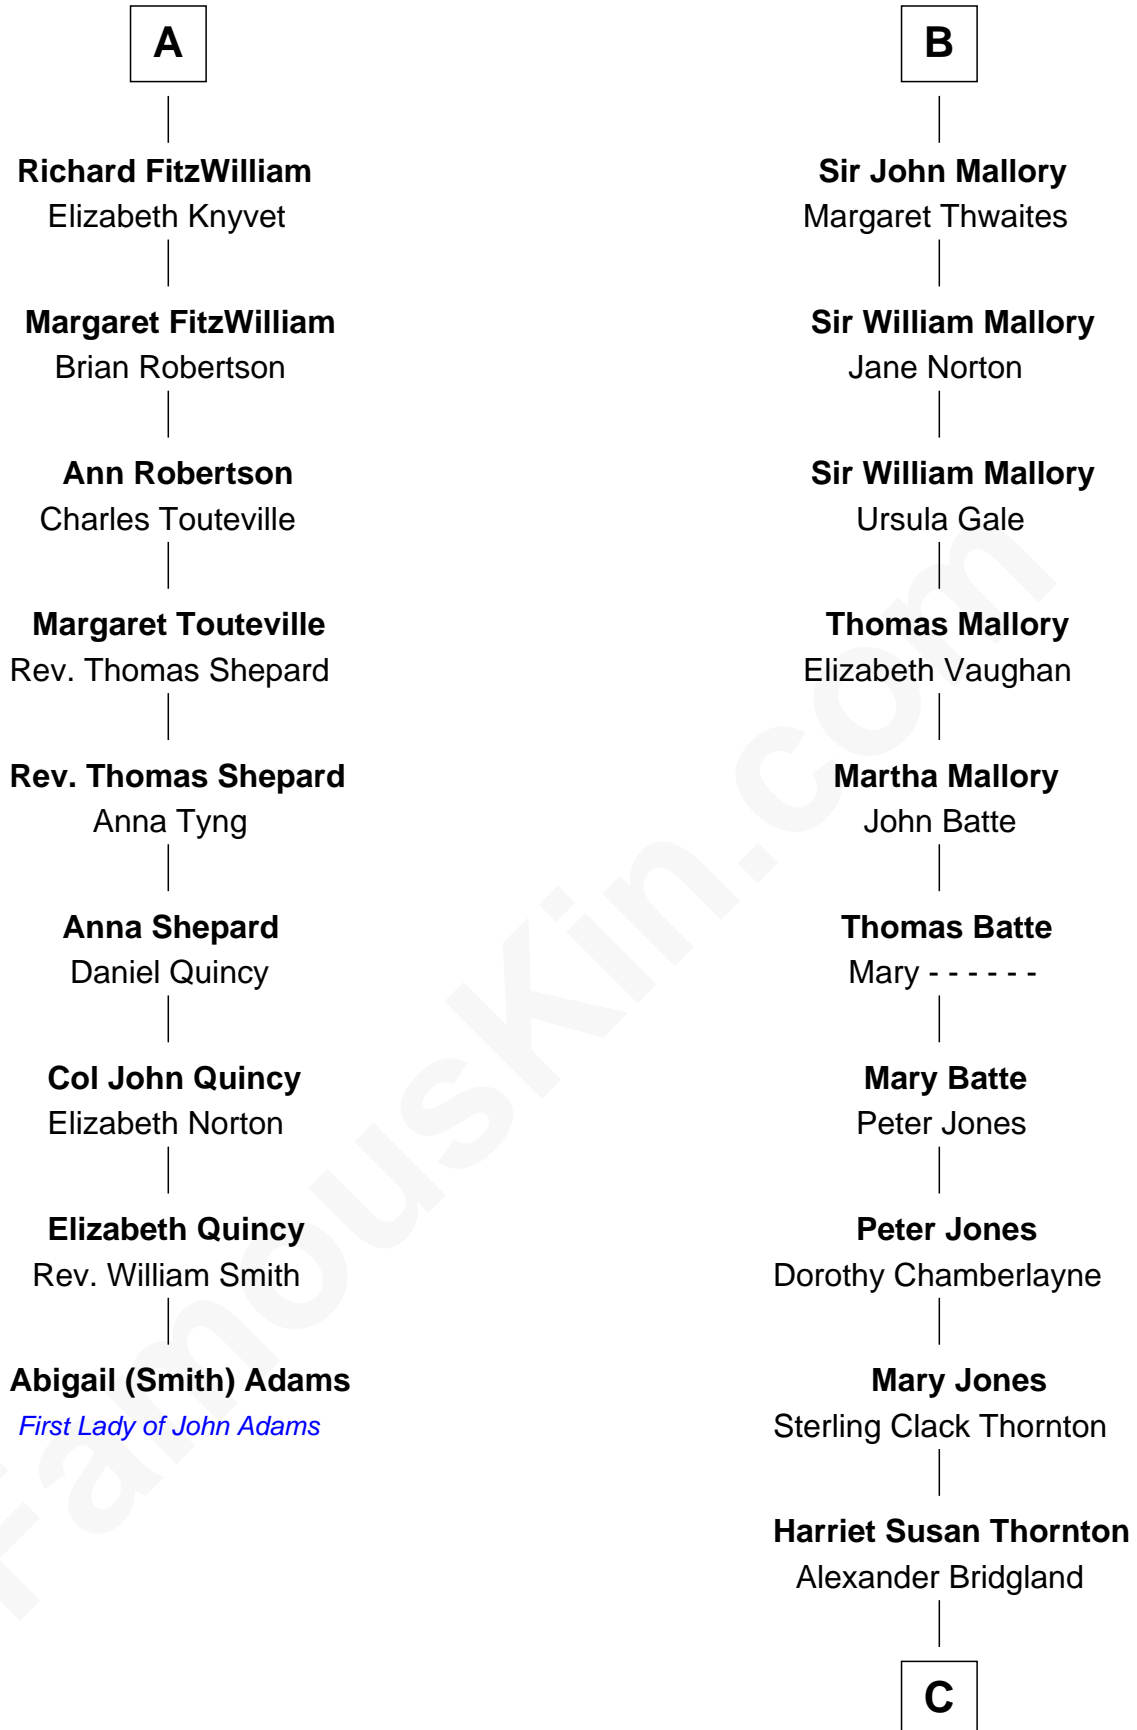 A
Richard FitzWilliam
Elizabeth Knyvet
Margaret FitzWilliam
Brian Robertson
Ann Robertson
Charles Touteville
Margaret Touteville
Rev. Thomas Shepard
Rev. Thomas Shepard
Anna Tyng
Anna Shepard
Daniel Quincy
Col John Quincy
Elizabeth Norton
Elizabeth Quincy
Rev. William Smith
Abigail (Smith) Adams
First Lady of John Adams
B
Sir John Mallory
Margaret Thwaites
Sir William Mallory
Jane Norton
Sir William Mallory
Ursula Gale
Thomas Mallory
Elizabeth Vaughan
Martha Mallory
John Batte
Thomas Batte
Mary - - - - - -
Mary Batte
Peter Jones
Peter Jones
Dorothy Chamberlayne
Mary Jones
Sterling Clack Thornton
Harriet Susan Thornton
Alexander Bridgland
C
FamousKin.com